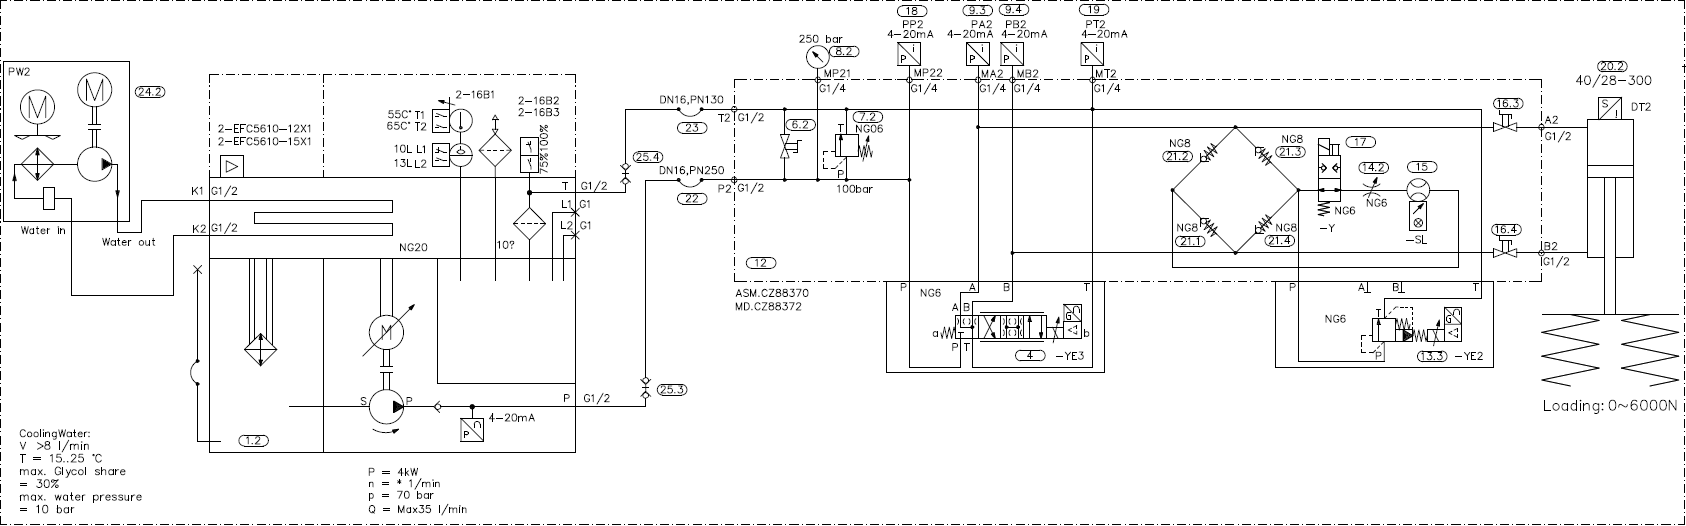 PW2
M
M
24.2
Water in
Water out
2-EFC5610-12X1
2-EFC5610-15X1
K1
G1/2
K2
G1/2
NG20
2-16B1
55C° T1
65C° T2
10L L1
13L L2
2-16B2
2-16B3
75%
100%
10?
T
G1/2
L1
G1
L2
G1
M
S
P
P
4-20mA
P
G1/2
1.2
25.4
25.3
CoolingWater:
V >8 l/min
T = 15..25 °C
max. Glycol share
= 30%
max. water pressure
= 10 bar
P = 4kW
n = * 1/min
p = 70 bar
Q = Max35 l/min
DN16,PN130
23
T2
G1/2
DN16,PN250
22
P2
G1/2
250 bar
8.2
MP21
G1/4
18
PP2
4-20mA
i
P
MP22
G1/4
9.3
PA2
4-20mA
i
P
MA2
G1/4
9.4
PB2
4-20mA
i
P
MB2
G1/4
19
PT2
4-20mA
i
P
MT2
G1/4
6.2
7.2
NG06
T
P
100bar
12
ASM.CZ88370
MD.CZ88372
P
NG6
A
B
T
A
B
a
b
P
T
4
-YE3
G
NG8
21.2
NG8
21.3
NG8
21.1
NG8
21.4
17
NG6
-Y
14.2
NG6
15
-SL
16.3
A2
G1/2
16.4
B2
G1/2
P
A
B
T
NG6
T
P
13.3
-YE2
G
20.2
40/28-300
S
DT2
Loading: 0~6000N